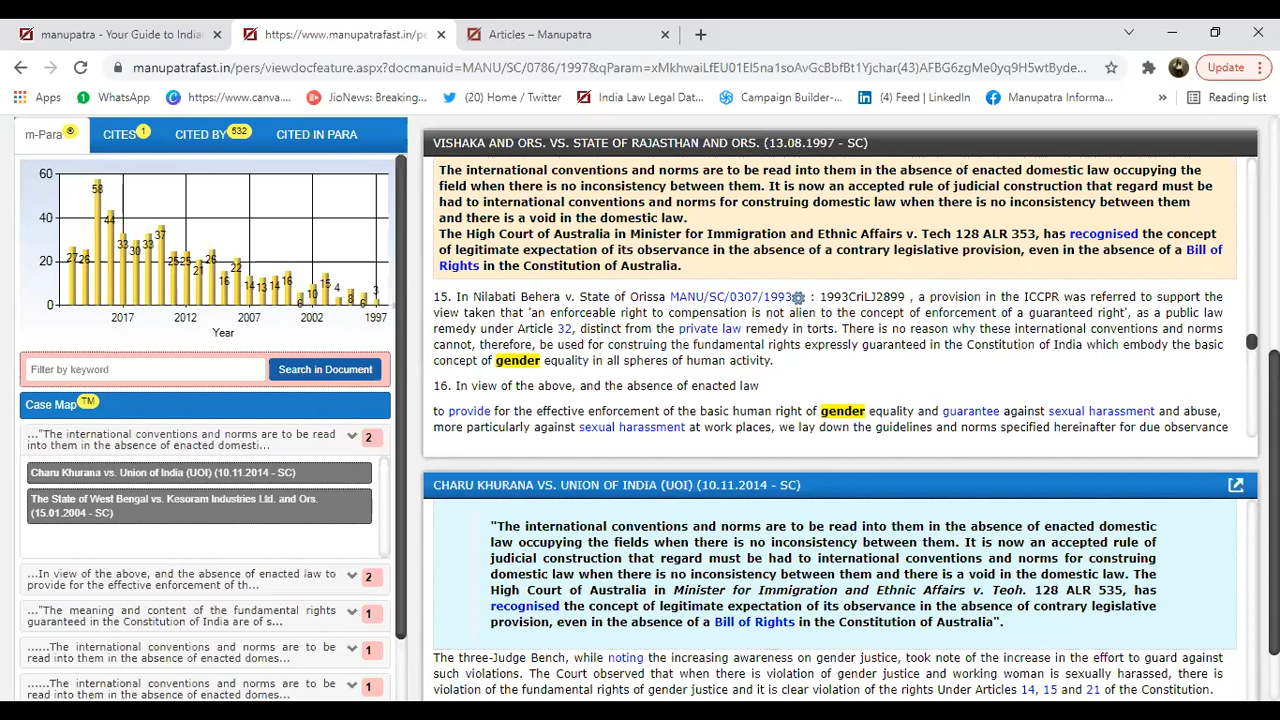 manupatra - Your Guide to India
https://www.manupatrafast.in/pe
Articles – Manupatra
manupatrafast.in/pers/viewdocfeature.aspx?docmanuid=MANU/SC/0786/1997&qParam=xMkhwaiLfEU01El5na1soAvGcBbfBt1Yjchar(43)AFBG6zgMe0yq9H5wtByde...
Update
Apps
WhatsApp
https://www.canva....
JioNews: Breaking...
(20) Home / Twitter
India Law Legal Dat...
Campaign Builder-...
(4) Feed | LinkedIn
Manupatra Informa...
»
Reading list
m-Para
CITES 1
CITED BY 532
CITED IN PARA
60
40
20
0
27
26
58
44
33
30
33
37
25
25
21
26
16
22
14
13
14
16
6
10
15
4
8
6
3
2017
2012
2007
2002
1997
Year
Filter by keyword
Search in Document
Case Map TM
..."The international conventions and norms are to be read
into them in the absence of enacted domesti...
2
Charu Khurana vs. Union of India (UOI) (10.11.2014 - SC)
The State of West Bengal vs. Kesoram Industries Ltd. and Ors.
(15.01.2004 - SC)
...In view of the above, and the absence of enacted law to
provide for the effective enforcement of th...
2
..."The meaning and content of the fundamental rights
guaranteed in the Constitution of India are of s...
1
......The international conventions and norms are to be
read into them in the absence of enacted domes...
1
......The international conventions and norms are to be
read into them in the absence of enacted domes...
1
VISHAKA AND ORS. VS. STATE OF RAJASTHAN AND ORS. (13.08.1997 - SC)
The international conventions and norms are to be read into them in the absence of enacted domestic law occupying the
field when there is no inconsistency between them. It is now an accepted rule of judicial construction that regard must be
had to international conventions and norms for construing domestic law when there is no inconsistency between them
and there is a void in the domestic law.
The High Court of Australia in Minister for Immigration and Ethnic Affairs v. Tech 128 ALR 353, has recognised the concept
of legitimate expectation of its observance in the absence of a contrary legislative provision, even in the absence of a Bill of
Rights in the Constitution of Australia.
15. In Nilabati Behera v. State of Orissa MANU/SC/0307/1993 : 1993CriLJ2899 , a provision in the ICCPR was referred to support the
view taken that 'an enforceable right to compensation is not alien to the concept of enforcement of a guaranteed right', as a public law
remedy under Article 32, distinct from the private law remedy in torts. There is no reason why these international conventions and norms
cannot, therefore, be used for construing the fundamental rights expressly guaranteed in the Constitution of India which embody the basic
concept of gender equality in all spheres of human activity.
16. In view of the above, and the absence of enacted law
to provide for the effective enforcement of the basic human right of gender equality and guarantee against sexual harassment and abuse,
more particularly against sexual harassment at work places, we lay down the guidelines and norms specified hereinafter for due observance
CHARU KHURANA VS. UNION OF INDIA (UOI) (10.11.2014 - SC)
"The international conventions and norms are to be read into them in the absence of enacted domestic
law occupying the fields when there is no inconsistency between them. It is now an accepted rule of
judicial construction that regard must be had to international conventions and norms for construing
domestic law when there is no inconsistency between them and there is a void in the domestic law. The
High Court of Australia in Minister for Immigration and Ethnic Affairs v. Teoh. 128 ALR 535, has
recognised the concept of legitimate expectation of its observance in the absence of contrary legislative
provision, even in the absence of a Bill of Rights in the Constitution of Australia".
The three-Judge Bench, while noting the increasing awareness on gender justice, took note of the increase in the effort to guard against
such violations. The Court observed that when there is violation of gender justice and working woman is sexually harassed, there is
violation of the fundamental rights of gender justice and it is clear violation of the rights Under Articles 14, 15 and 21 of the Constitution.